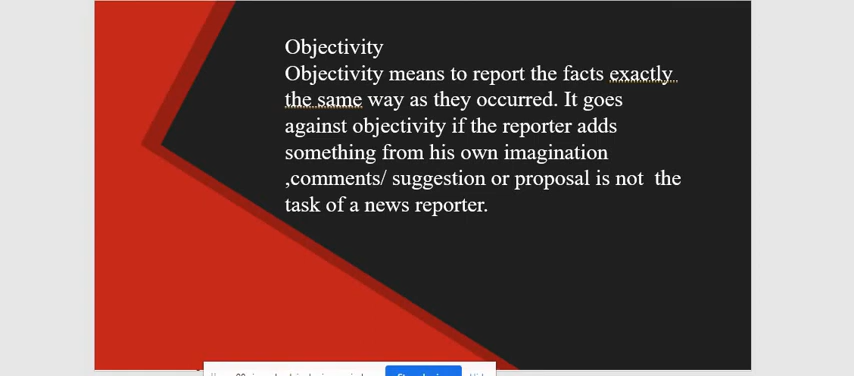 Objectivity
Objectivity means to report the facts exactly
the same way as they occurred. It goes
against objectivity if the reporter adds
something from his own imagination
,comments/ suggestion or proposal is not  the
task of a news reporter.